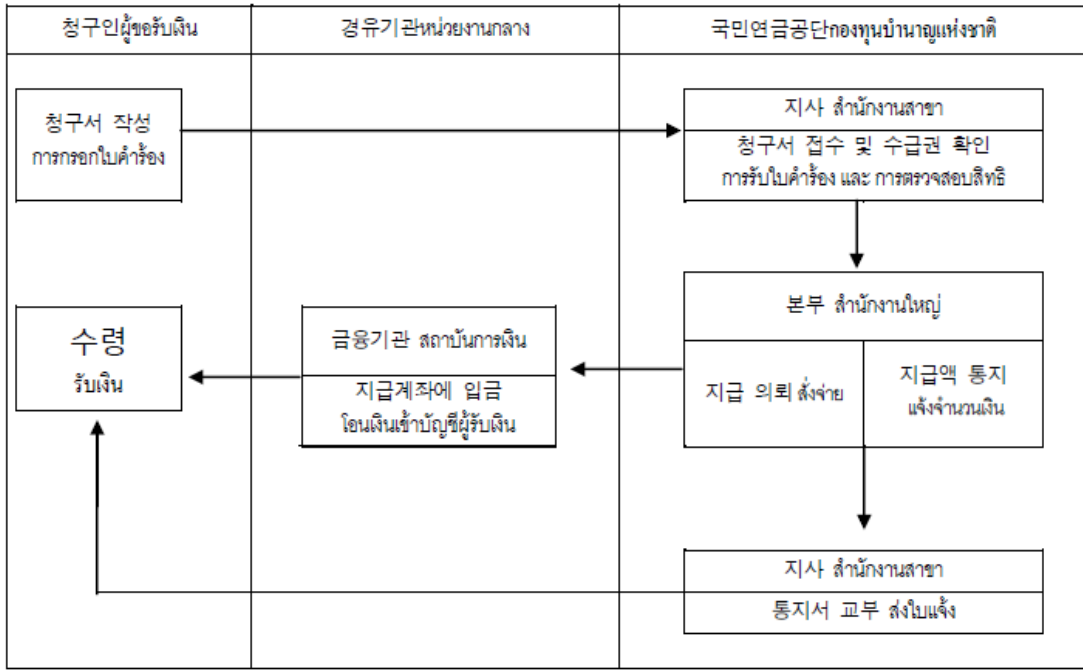 청구인ผู้ขอรับเงิน
경유기관หน่วยงานกลาง
국민연금공단กองทุนบำนาญแห่งชาติ
청구서 작성
การกรอกใบคำร้อง
지사 สำนักงานสาขา
청구서 접수 및 수급권 확인
การรับใบคำร้อง และ การตรวจสอบสิทธิ
본부 สำนักงานใหญ่
지급 의뢰 สั่งจ่าย
지급액 통지
แจ้งจำนวนเงิน
금융기관 สถาบันการเงิน
지급계좌에 입금
โอนเงินเข้าบัญชีผู้รับเงิน
수령
รับเงิน
지사 สำนักงานสาขา
통지서 교부 ส่งใบแจ้ง